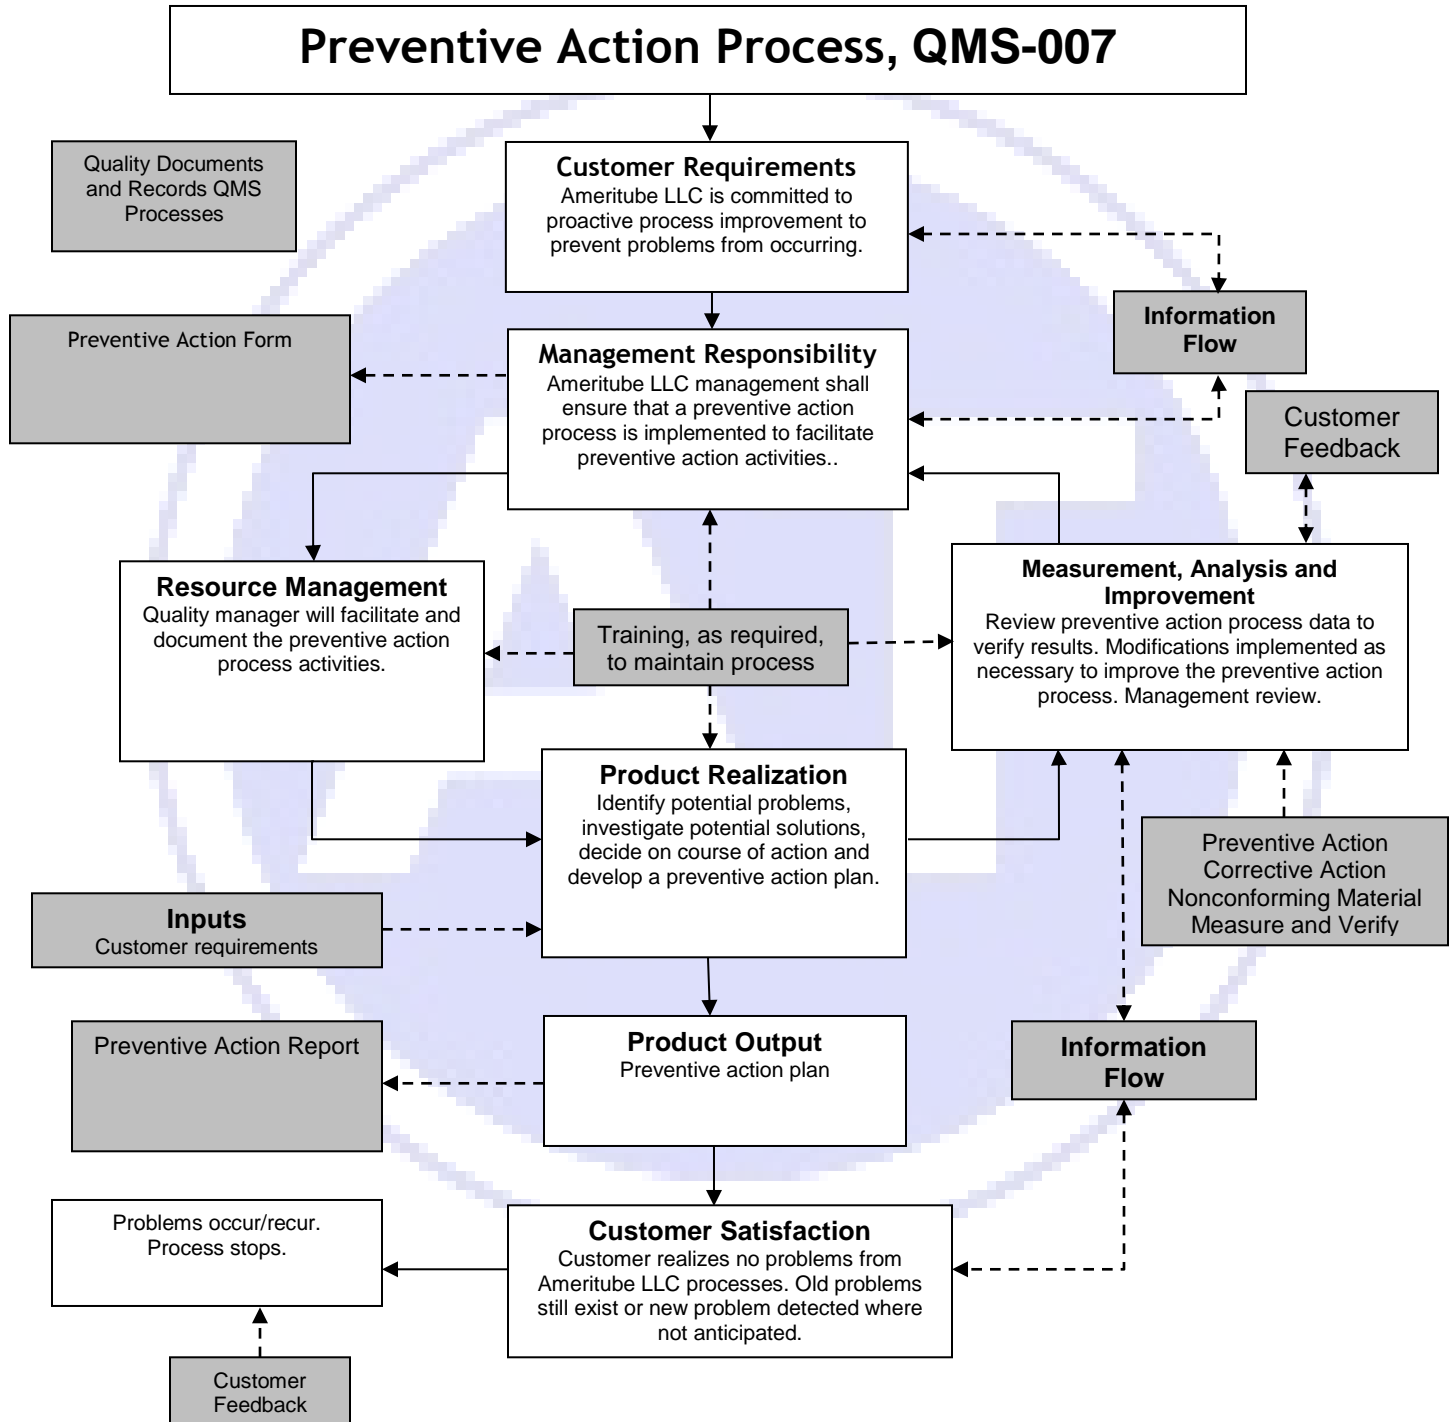 Preventive Action Process, QMS-007
Quality Documents
and Records QMS
Processes
Customer Requirements
Ameritube LLC is committed to
proactive process improvement to
prevent problems from occurring.
Information
Flow
Preventive Action Form
Management Responsibility
Ameritube LLC management shall
ensure that a preventive action
process is implemented to facilitate
preventive action activities..
Customer
Feedback
Resource Management
Quality manager will facilitate and
document the preventive action
process activities.
Training, as required,
to maintain process
Measurement, Analysis and
Improvement
Review preventive action process data to
verify results. Modifications implemented as
necessary to improve the preventive action
process. Management review.
Product Realization
Identify potential problems,
investigate potential solutions,
decide on course of action and
develop a preventive action plan.
Preventive Action
Corrective Action
Nonconforming Material
Measure and Verify
Inputs
Customer requirements
Preventive Action Report
Product Output
Preventive action plan
Information
Flow
Problems occur/recur.
Process stops.
Customer Satisfaction
Customer realizes no problems from
Ameritube LLC processes. Old problems
still exist or new problem detected where
not anticipated.
Customer
Feedback